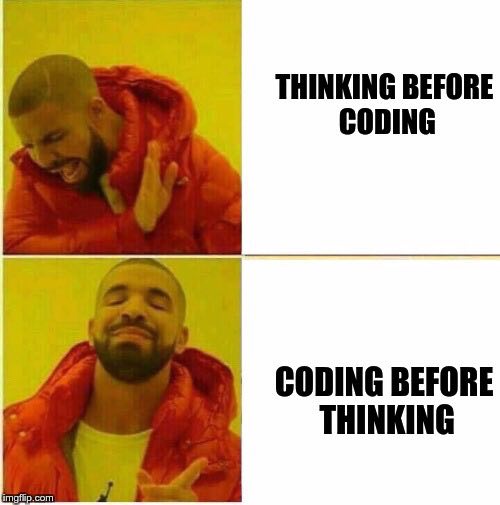 THINKING BEFORE
CODING
CODING BEFORE
THINKING
imgflip.com